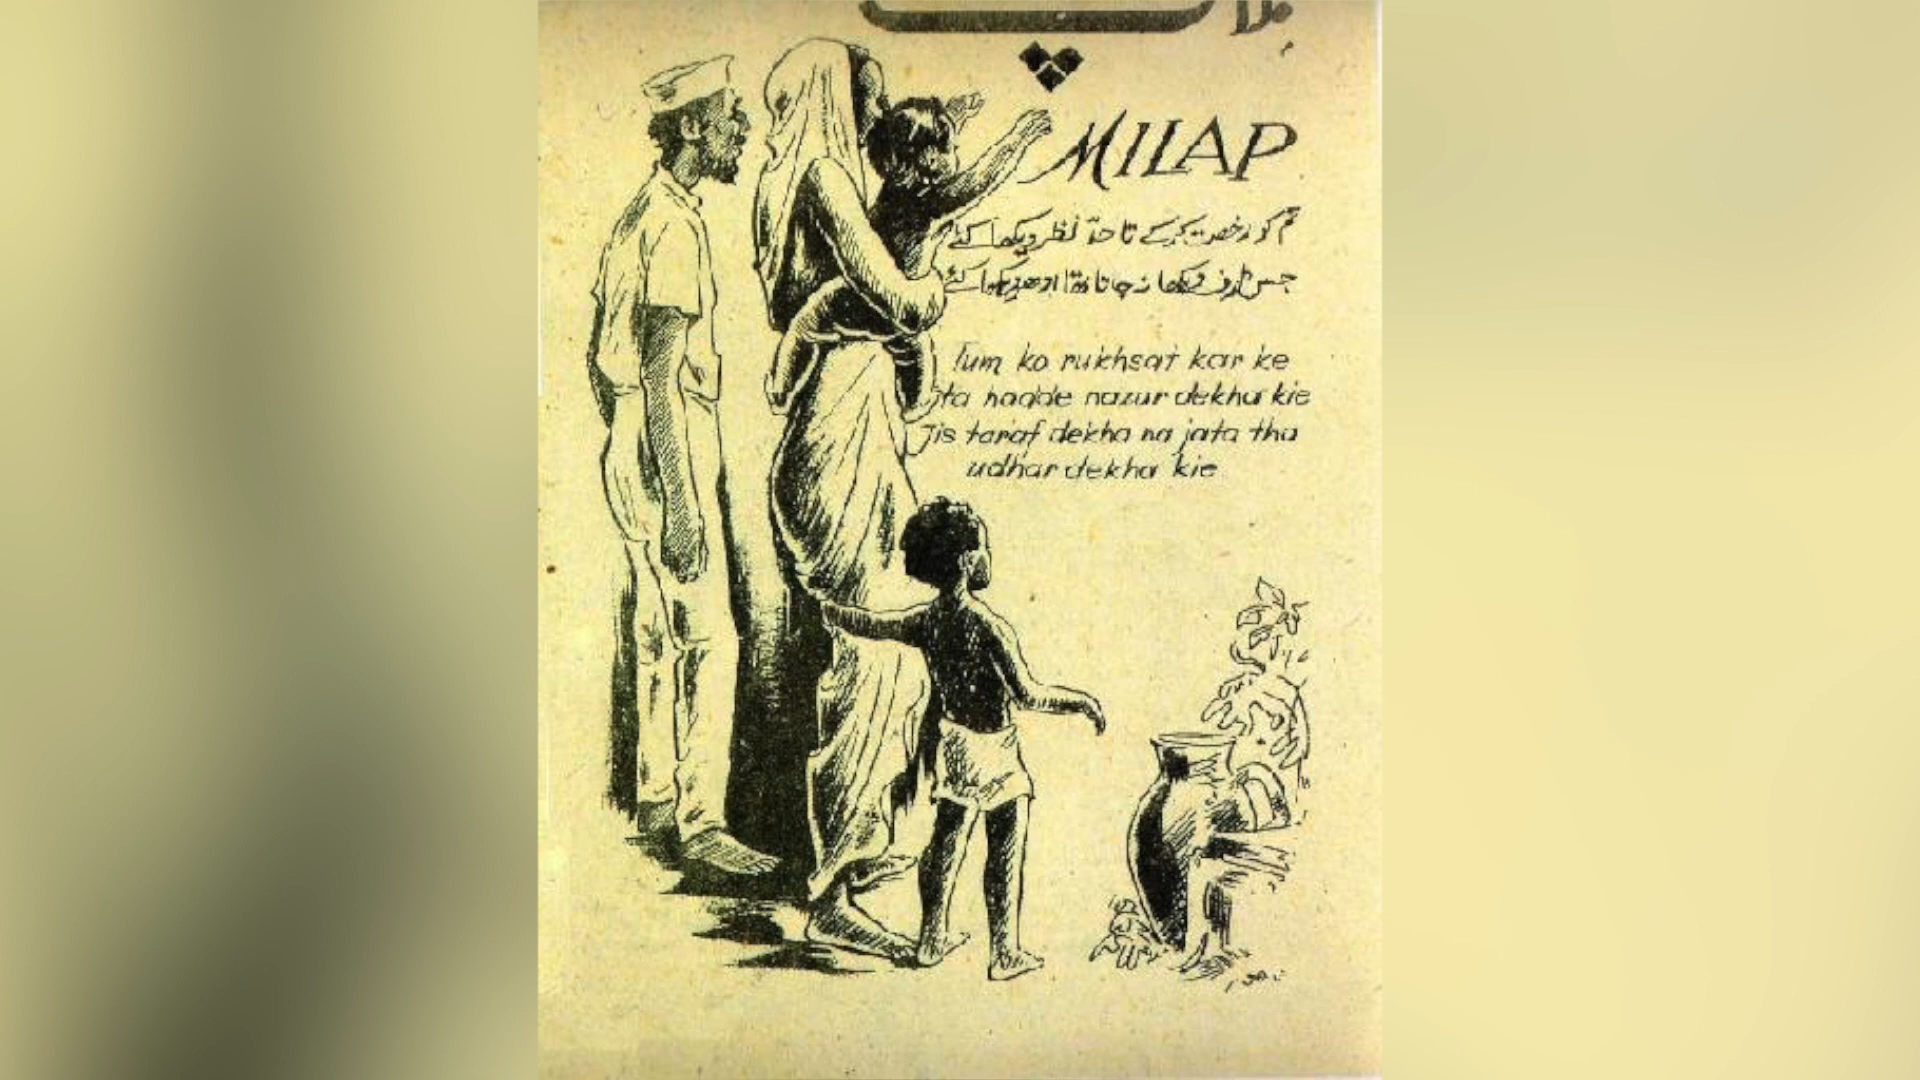 MILAP
تم کو رخصت کر کے تا حدّ نظر دیکھا کئے
جس طرف دیکھا نہ جاتا تھا ادھر دیکھا کئے
Tum ko rukhsat kar ke
ta hadde nazar dekha kie
Jis taraf dekha na jata tha
udhar dekha kie